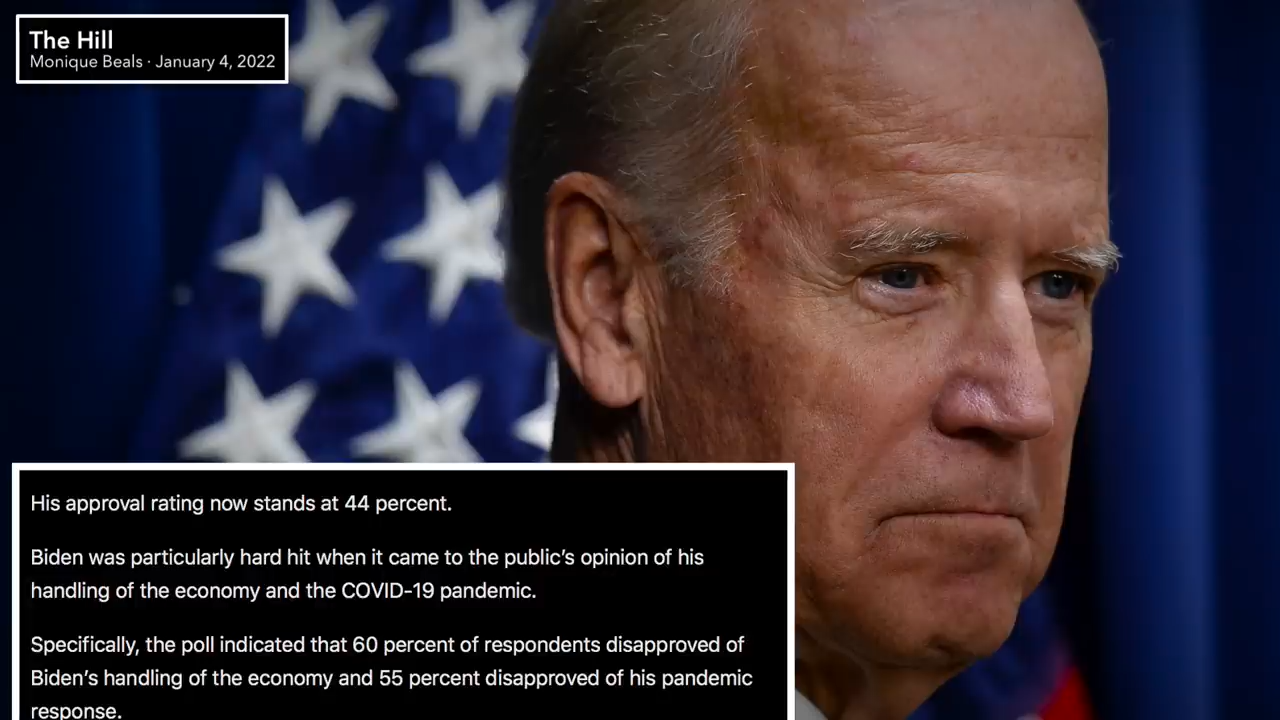 The Hill
Monique Beals · January 4, 2022
His approval rating now stands at 44 percent.
Biden was particularly hard hit when it came to the public’s opinion of his
handling of the economy and the COVID-19 pandemic.
Specifically, the poll indicated that 60 percent of respondents disapproved of
Biden’s handling of the economy and 55 percent disapproved of his pandemic
response.